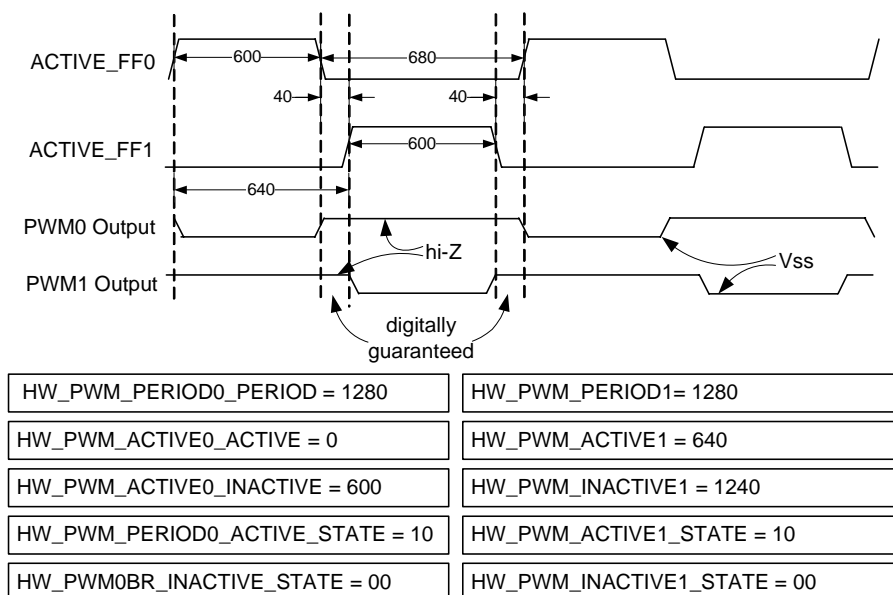 ACTIVE_FF0
600
680
40
40
ACTIVE_FF1
600
640
PWM0 Output
hi-Z
Vss
PWM1 Output
digitally
guaranteed
HW_PWM_PERIOD0_PERIOD = 1280
HW_PWM_PERIOD1= 1280
HW_PWM_ACTIVE0_ACTIVE = 0
HW_PWM_ACTIVE1 = 640
HW_PWM_ACTIVE0_INACTIVE = 600
HW_PWM_INACTIVE1 = 1240
HW_PWM_PERIOD0_ACTIVE_STATE = 10
HW_PWM_ACTIVE1_STATE = 10
HW_PWM0BR_INACTIVE_STATE = 00
HW_PWM_INACTIVE1_STATE = 00